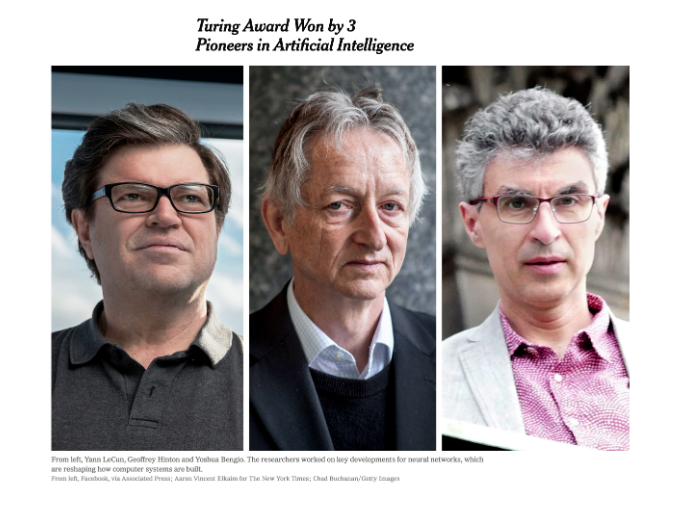 Turing Award Won by 3
Pioneers in Artificial Intelligence
From left, Yann LeCun, Geoffrey Hinton and Yoshua Bengio. The researchers worked on key developments for neural networks, which
are reshaping how computer systems are built.
From left, Facebook, via Associated Press; Aaron Vincent Elkaim for The New York Times; Chad Buchanan/Getty Images